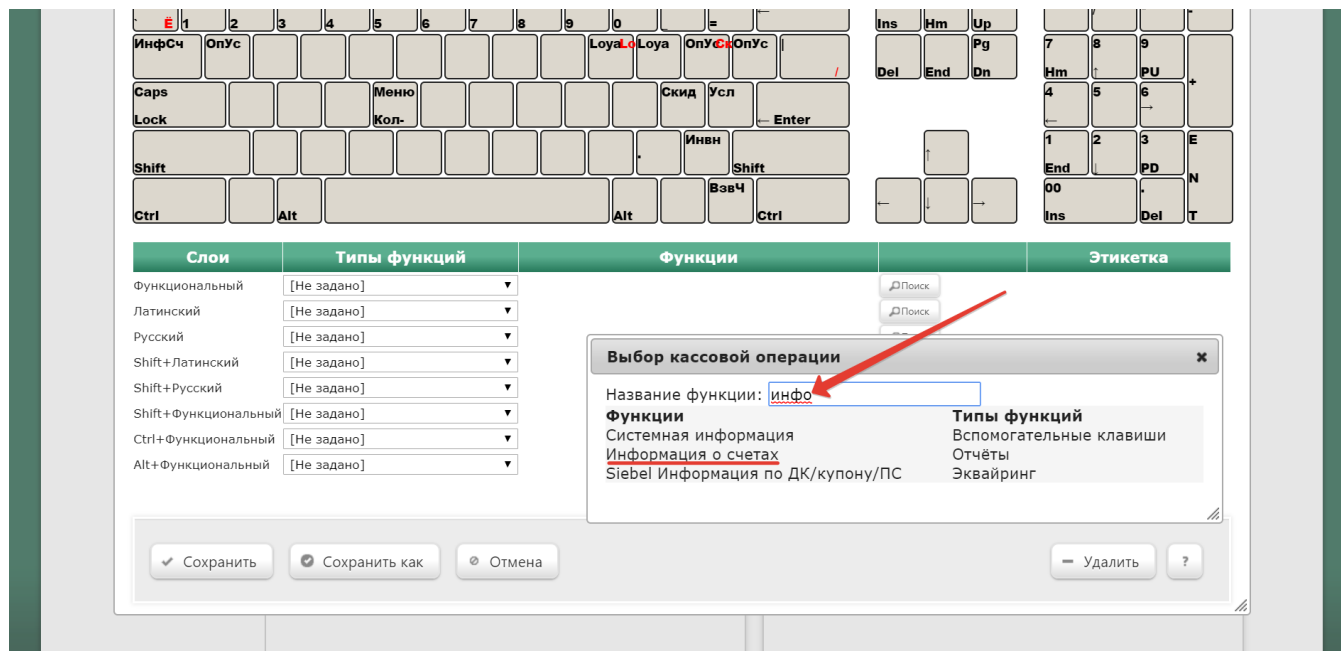 ` Ё 1 2 3 4 5 6 7 8 9 0 _ = ← Ins Hm Up
ИнфСч ОпУс Loya Lo Loya ОпУс Ск ОпУс | / Pg 7 8 9
Del End Dn Hm ↑ PU +
Caps Меню Скид Усл 4 5 6
Lock Кол- ← Enter ← →
Инвн 1 2 3 E
Shift . Shift ↑ End ↓ PD N
ВзвЧ 00 .
Ctrl Alt Alt Ctrl ← ↓ → Ins Del T
Слои Типы функций Функции Этикетка
Функциональный [Не задано] Поиск
Латинский [Не задано] Поиск
Русский [Не задано]
Shift+Латинский [Не задано]
Shift+Русский [Не задано]
Shift+Функциональный [Не задано]
Ctrl+Функциональный [Не задано]
Alt+Функциональный [Не задано]
Выбор кассовой операции
Название функции: инфо
Функции Типы функций
Системная информация Вспомогательные клавиши
Информация о счетах Отчёты
Siebel Информация по ДК/купону/ПС Эквайринг
Сохранить Сохранить как Отмена Удалить ?